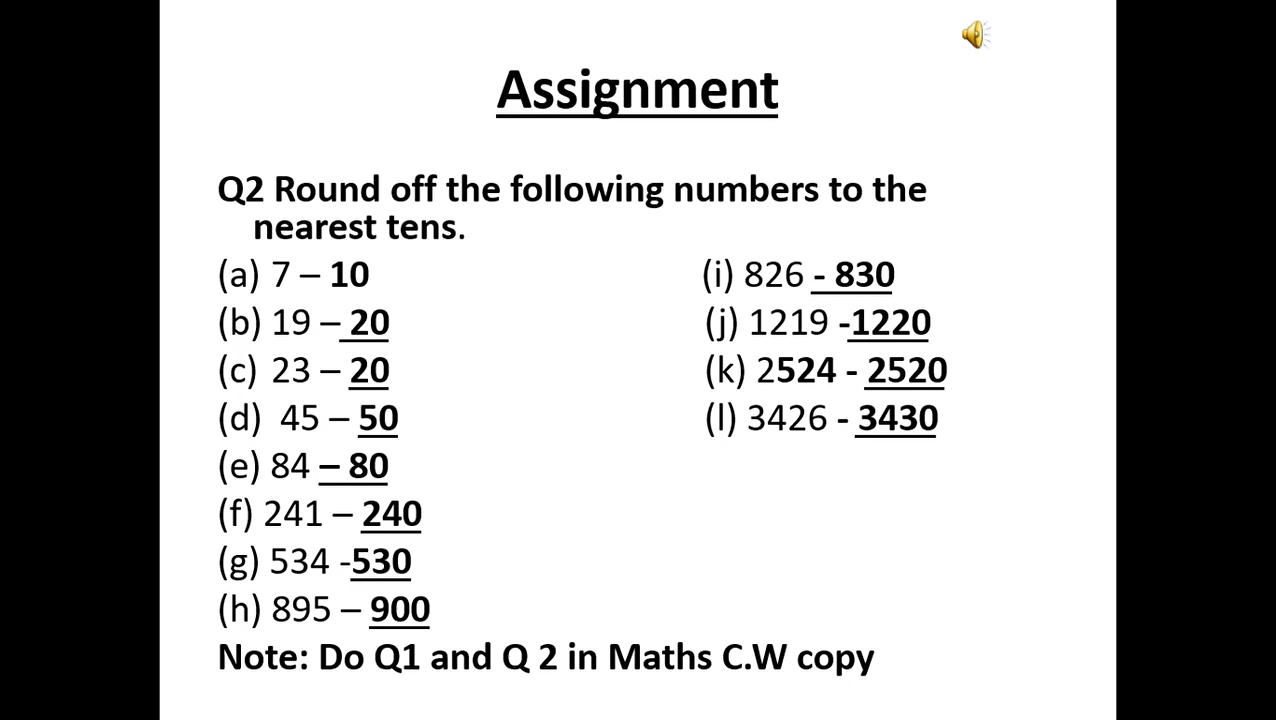 Assignment
Q2 Round off the following numbers to the
nearest tens.
(a) 7 – 10
(b) 19 – 20
(c) 23 – 20
(d) 45 – 50
(e) 84 – 80
(f) 241 – 240
(g) 534 -530
(h) 895 – 900
(i) 826 - 830
(j) 1219 -1220
(k) 2524 - 2520
(l) 3426 - 3430
Note: Do Q1 and Q 2 in Maths C.W copy